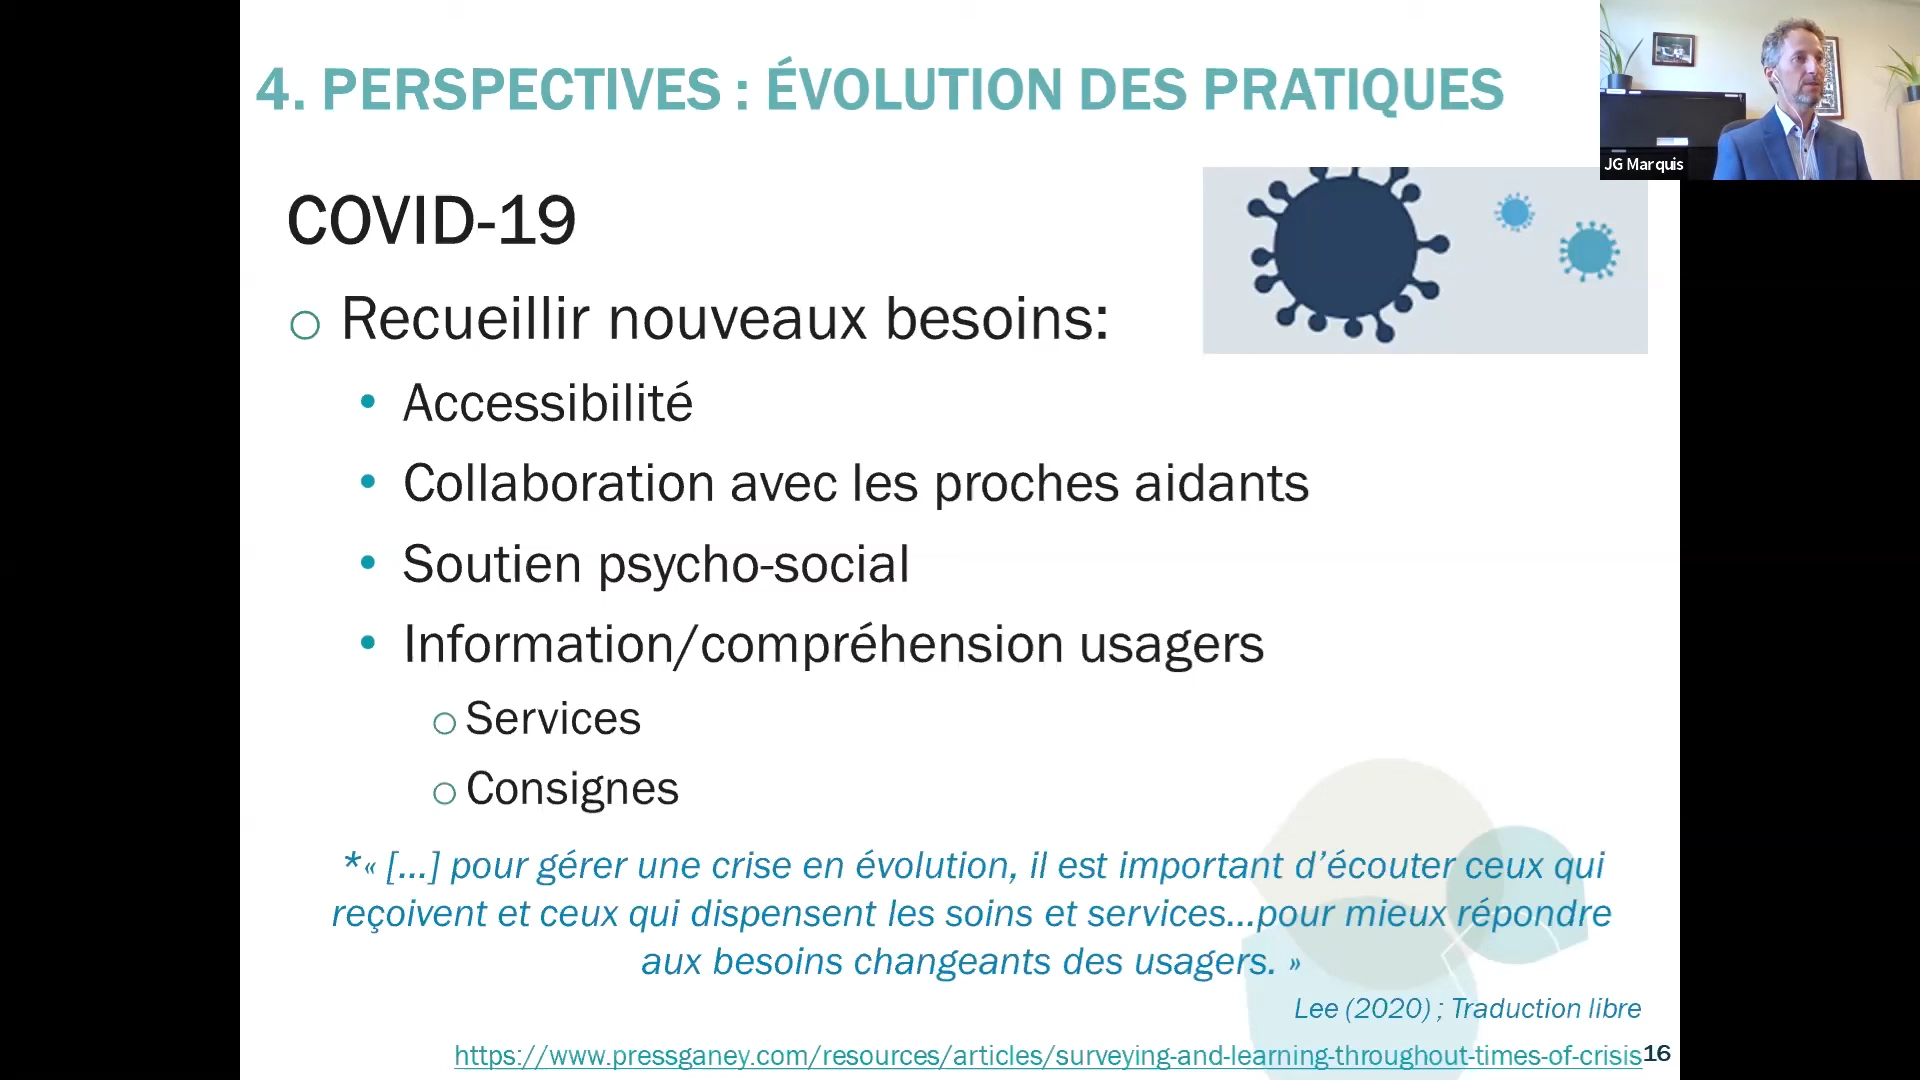 4. PERSPECTIVES : ÉVOLUTION DES PRATIQUES
JG Marquis
COVID-19
o Recueillir nouveaux besoins:
• Accessibilité
• Collaboration avec les proches aidants
• Soutien psycho-social
• Information/compréhension usagers
o Services
o Consignes
*« [...] pour gérer une crise en évolution, il est important d’écouter ceux qui
reçoivent et ceux qui dispensent les soins et services...pour mieux répondre
aux besoins changeants des usagers. »
Lee (2020) ; Traduction libre
https://www.pressganey.com/resources/articles/surveying-and-learning-throughout-times-of-crisis
16